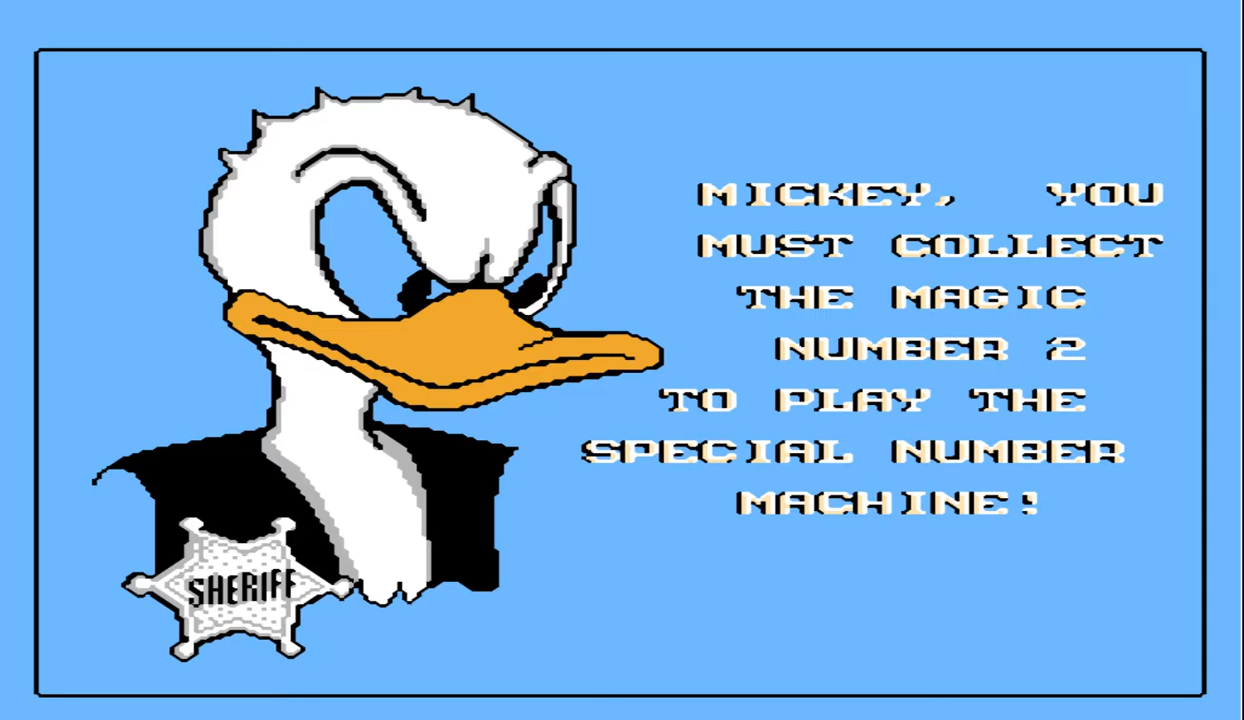 MICKEY, YOU
MUST COLLECT
THE MAGIC
NUMBER 2
TO PLAY THE
SPECIAL NUMBER
MACHINE!
SHERIFF